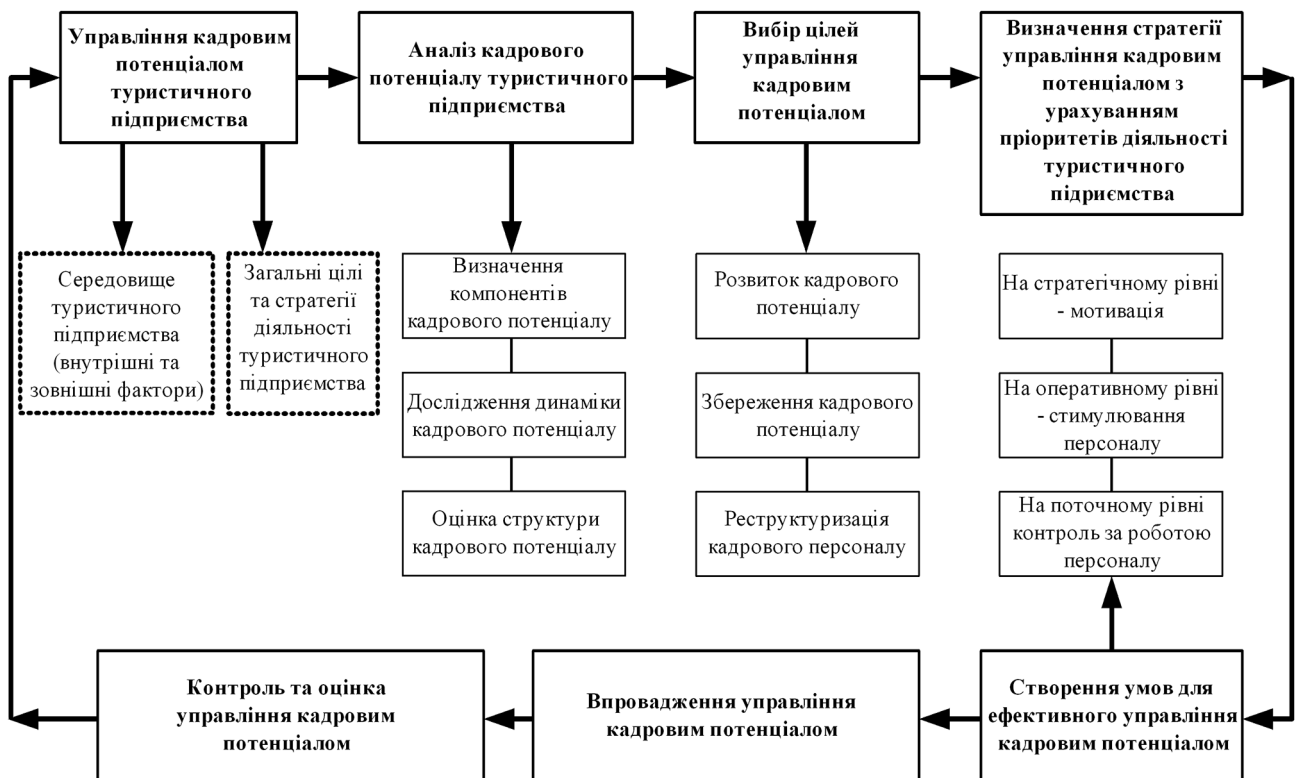 Управління кадровим
потенціалом
туристичного
підприємства
Аналіз кадрового
потенціалу туристичного
підприємства
Вибір цілей
управління
кадровим
потенціалом
Визначення стратегії
управління кадровим
потенціалом з
урахуванням
пріоритетів діяльності
туристичного
підриємства
Середовище
туристичного
підприємства
(внутрішні та
зовнішні фактори)
Загальні цілі
та стратегії
діяльності
туристичного
підприємства
Визначення
компонентів
кадрового потенціалу
Дослідження динаміки
кадрового потенціалу
Оцінка структури
кадрового потенціалу
Розвиток кадрового
потенціалу
Збереження кадрового
потенціалу
Реструктуризація
кадрового персоналу
На стратегічному рівні
- мотивація
На оперативному рівні
- стимулювання
персоналу
На поточному рівні
контроль за роботою
персоналу
Контроль та оцінка
управління кадровим
потенціалом
Впровадження управління
кадровим потенціалом
Створення умов для
ефективного управління
кадровим потенціалом